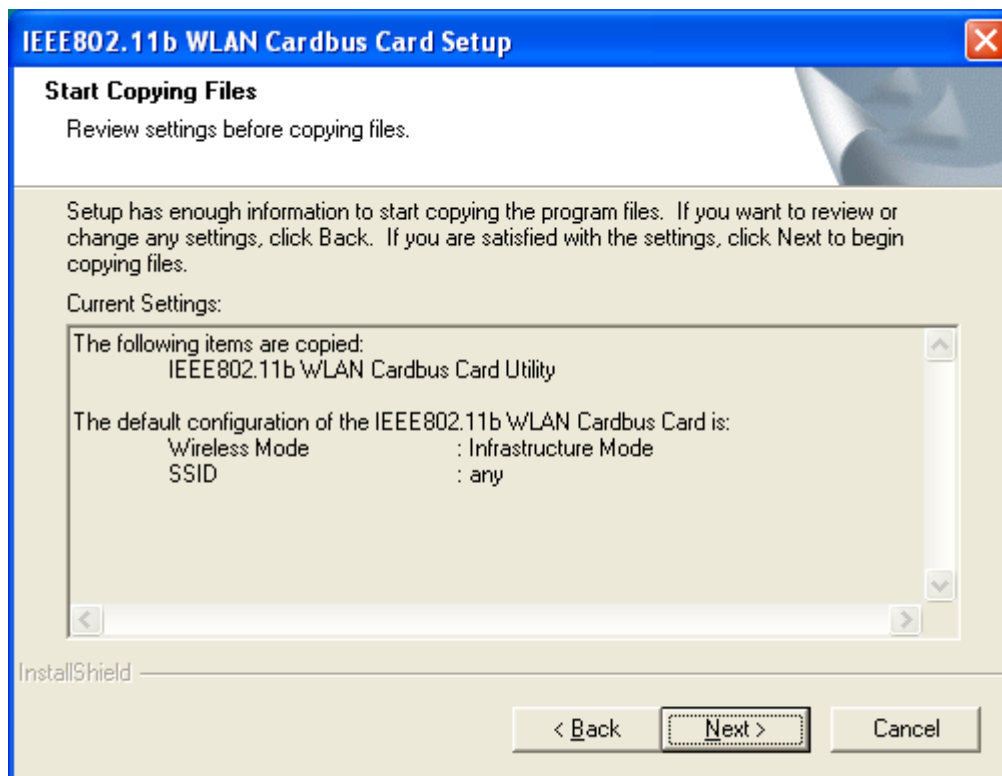 IEEE802.11b WLAN Cardbus Card Setup
Start Copying Files
Review settings before copying files.
Setup has enough information to start copying the program files.  If you want to review or
change any settings, click Back.  If you are satisfied with the settings, click Next to begin
copying files.
Current Settings:
The following items are copied:
IEEE802.11b WLAN Cardbus Card Utility
The default configuration of the IEEE802.11b WLAN Cardbus Card is:
Wireless Mode : Infrastructure Mode
SSID : any
InstallShield
< Back Next > Cancel